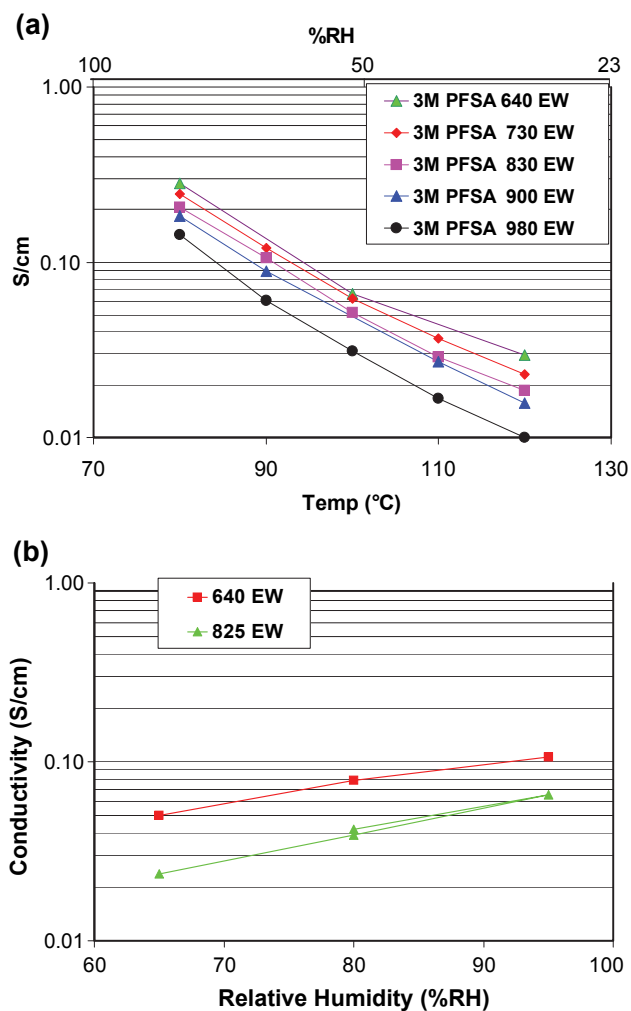 (a)
%RH
100 50 23
1.00
3M PFSA 640 EW
3M PFSA 730 EW
3M PFSA 830 EW
3M PFSA 900 EW
3M PFSA 980 EW
S/cm
0.10
0.01
70 90 110 130
Temp (°C)
(b)
1.00
640 EW
825 EW
Conductivity (S/cm)
0.10
0.01
60 70 80 90 100
Relative Humidity (%RH)